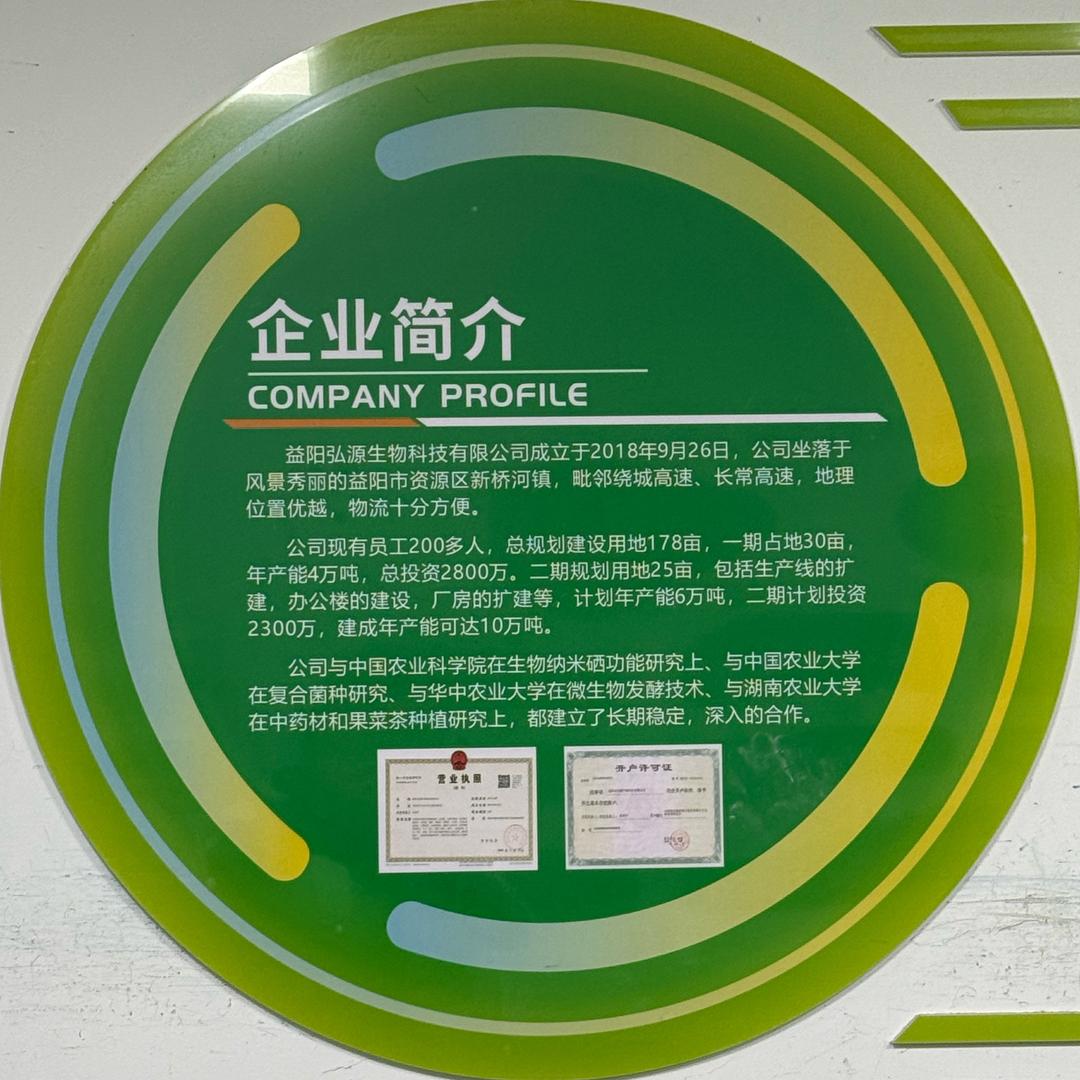 企业简介
COMPANY PROFILE
益阳弘源生物科技有限公司成立于2018年9月26日，公司坐落于
风景秀丽的益阳市资源区新桥河镇，毗邻绕城高速、长常高速，地理
位置优越，物流十分方便。
公司现有员工200多人，总规划建设用地178亩，一期占地30亩，
年产能4万吨，总投资2800万。二期规划用地25亩，包括生产线的扩
建，办公楼的建设，厂房的扩建等，计划年产能6万吨，二期计划投资
2300万，建成年产能可达10万吨。
公司与中国农业科学院在生物纳米硒功能研究上、与中国农业大学
在复合菌种研究、与华中农业大学在微生物发酵技术、与湖南农业大学
在中药材和果菜茶种植研究上，都建立了长期稳定，深入的合作。
营业执照
开户许可证